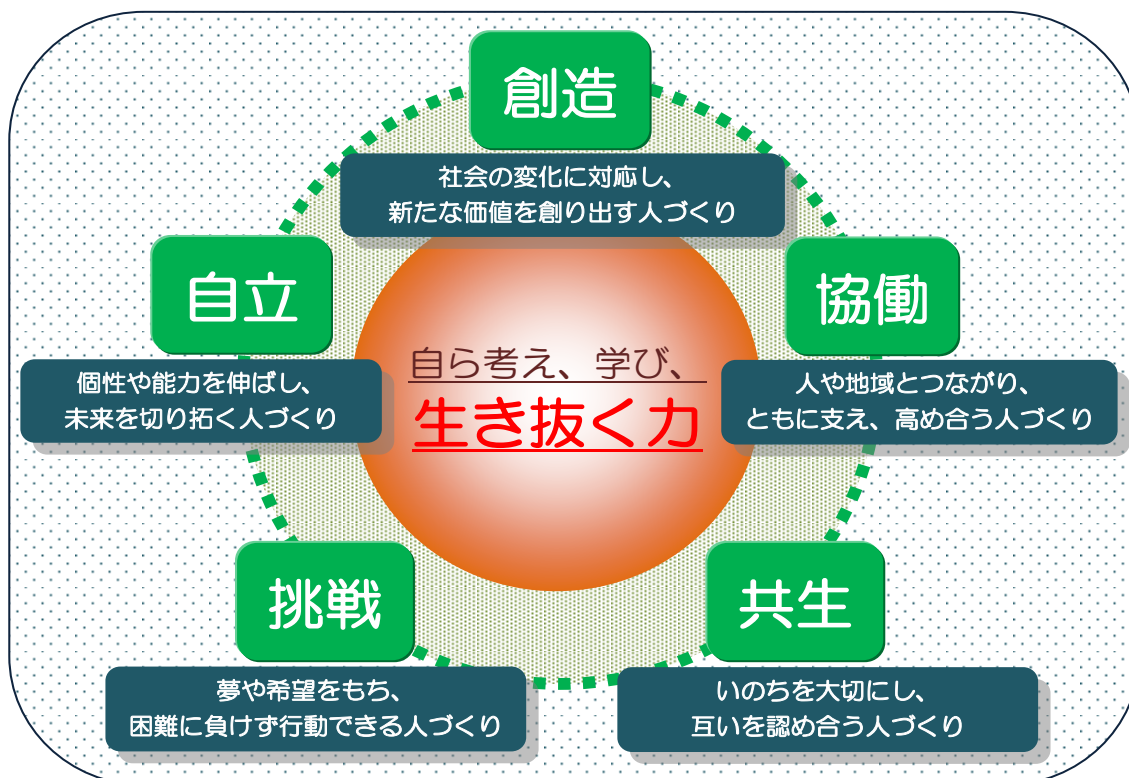 創造
社会の変化に対応し、
新たな価値を創り出す人づくり
自立
個性や能力を伸ばし、
未来を切り拓く人づくり
自ら考え、学び、
生き抜く力
協働
人や地域とつながり、
ともに支え、高め合う人づくり
挑戦
夢や希望をもち、
困難に負けず行動できる人づくり
共生
いのちを大切にし、
互いを認め合う人づくり